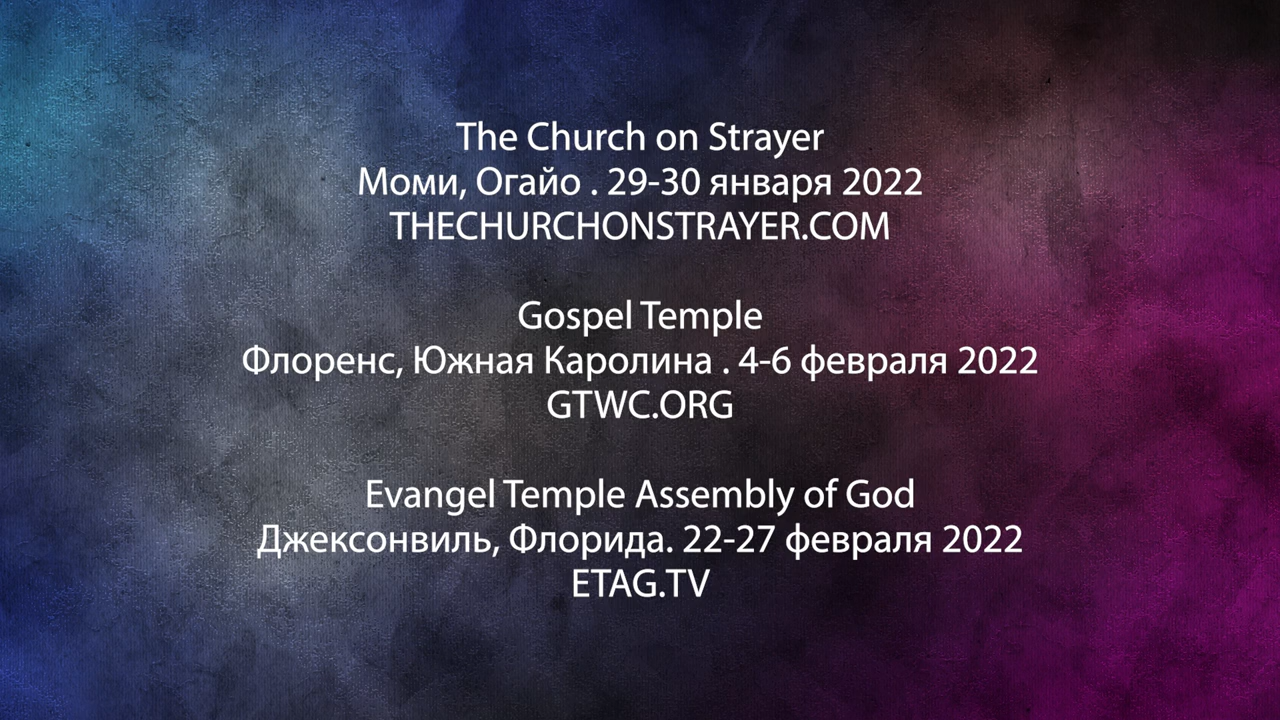 The Church on Strayer
Моми, Огайо . 29-30 января 2022
THECHURCHONSTRAYER.COM
Gospel Temple
Флоренс, Южная Каролина . 4-6 февраля 2022
GTWC.ORG
Evangel Temple Assembly of God
Джексонвиль, Флорида. 22-27 февраля 2022
ETAG.TV